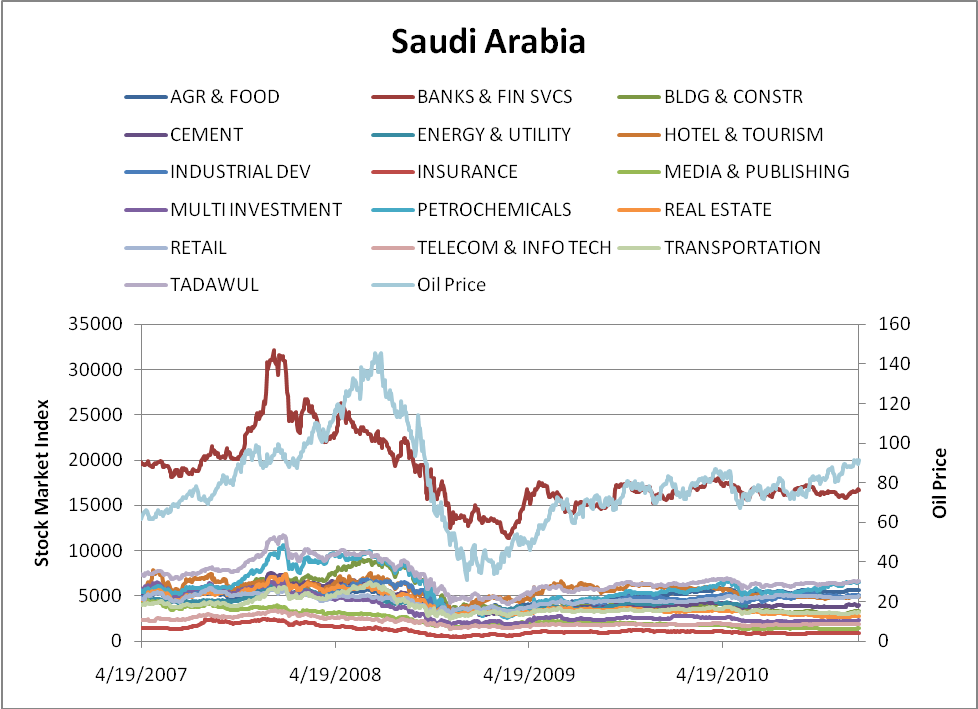 Saudi Arabia
AGR & FOOD BANKS & FIN SVCS BLDG & CONSTR
CEMENT ENERGY & UTILITY HOTEL & TOURISM
INDUSTRIAL DEV INSURANCE MEDIA & PUBLISHING
MULTI INVESTMENT PETROCHEMICALS REAL ESTATE
RETAIL TELECOM & INFO TECH TRANSPORTATION
TADAWUL Oil Price
Stock Market Index
35000
30000
25000
20000
15000
10000
5000
0
160
140
120
100
80
60
40
20
0
Oil Price
4/19/2007 4/19/2008 4/19/2009 4/19/2010